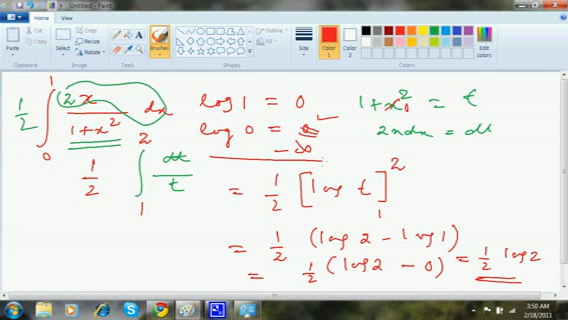 Untitled - Paint
Home View
Paste Select Crop Resize Rotate Brushes Shapes Outline Fill Size Color 1 Color 2 Edit colors
Clipboard Image Tools Shapes Colors
1/2 ∫₀¹ 2x/(1+x²) dx
log 1 = 0
log 0 = -∞
1+x² = t
2xdx = dt
1/2 ∫₁² dt/t
= 1/2 [log t]₁²
= 1/2 (log 2 - log 1)
= 1/2 (log 2 - 0) = 1/2 log 2
3:50 AM
2/18/2011